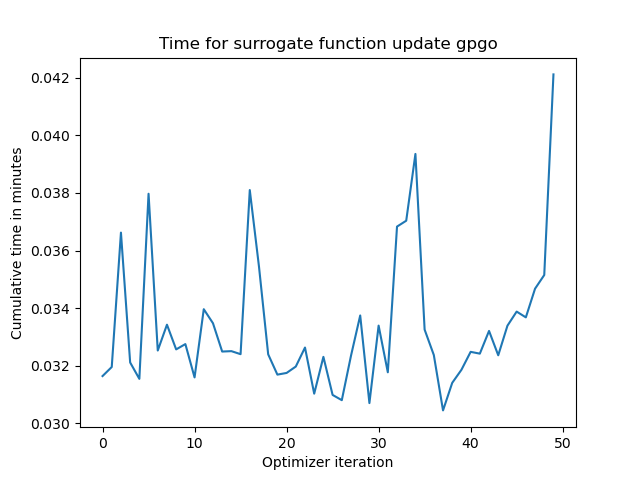 Time for surrogate function update gpgo
Cumulative time in minutes
0.042
0.040
0.038
0.036
0.034
0.032
0.030
0 10 20 30 40 50
Optimizer iteration